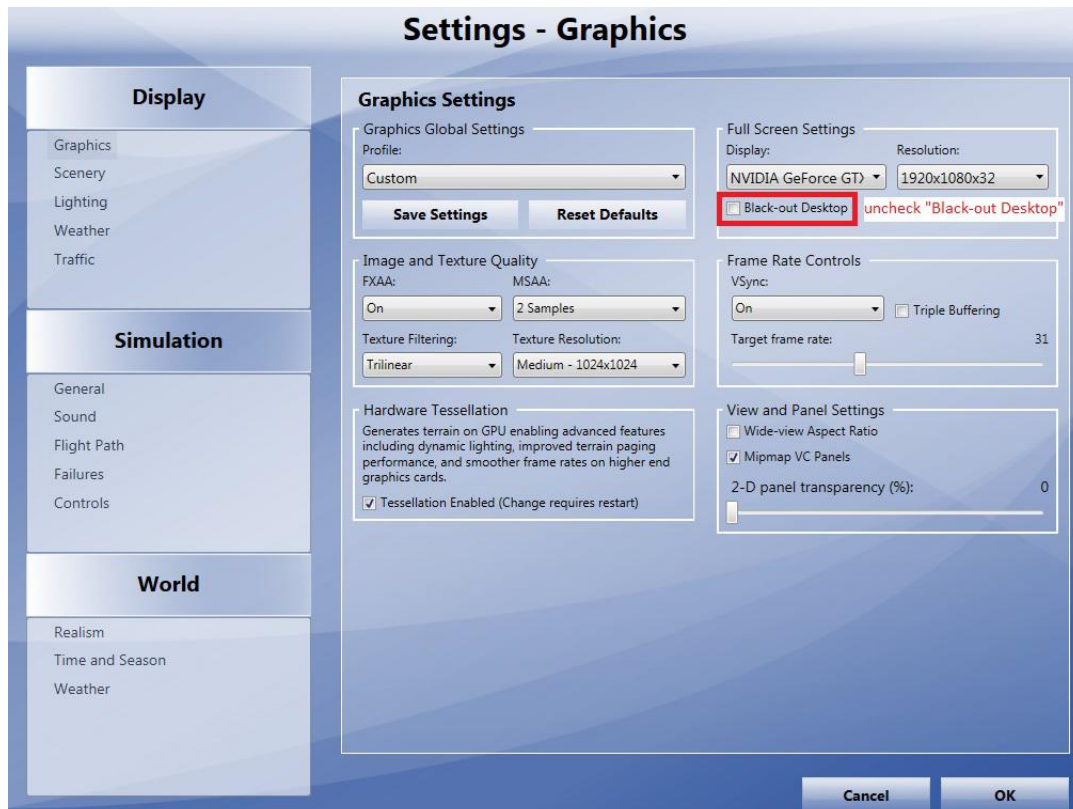 Settings - Graphics
Display
Graphics
Scenery
Lighting
Weather
Traffic
Simulation
General
Sound
Flight Path
Failures
Controls
World
Realism
Time and Season
Weather
Graphics Settings
Graphics Global Settings
Profile:
Custom
Save Settings Reset Defaults
Image and Texture Quality
FXAA: MSAA:
On 2 Samples
Texture Filtering: Texture Resolution:
Trilinear Medium - 1024x1024
Hardware Tessellation
Generates terrain on GPU enabling advanced features
including dynamic lighting, improved terrain paging
performance, and smoother frame rates on higher end
graphics cards.
Tessellation Enabled (Change requires restart)
Full Screen Settings
Display: Resolution:
NVIDIA GeForce GTX 1920x1080x32
Black-out Desktop uncheck "Black-out Desktop"
Frame Rate Controls
VSync:
On Triple Buffering
Target frame rate: 31
View and Panel Settings
Wide-view Aspect Ratio
Mipmap VC Panels
2-D panel transparency (%): 0
Cancel OK